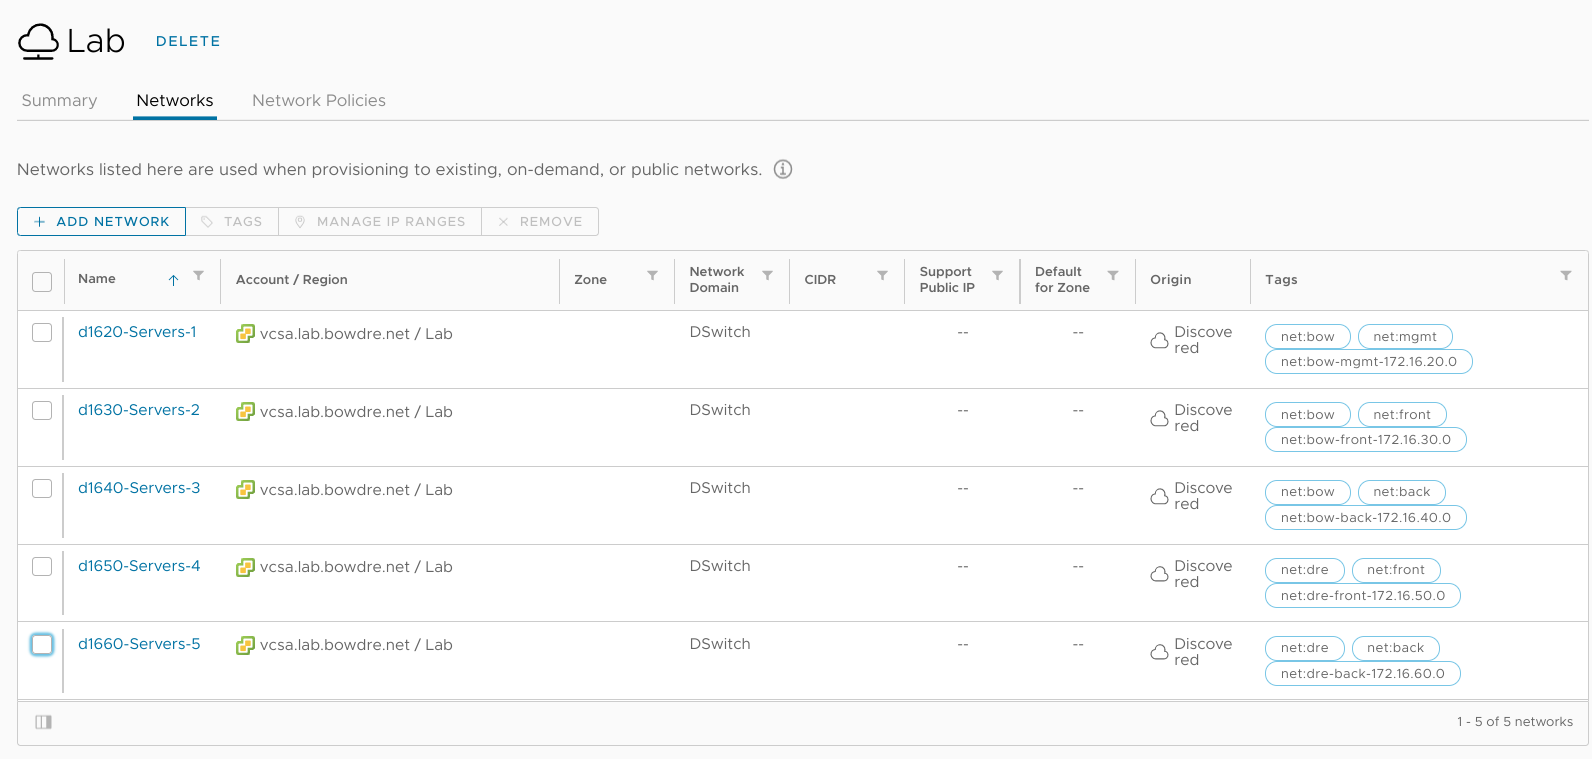 Lab DELETE
Summary Networks Network Policies
Networks listed here are used when provisioning to existing, on-demand, or public networks.
+ ADD NETWORK TAGS MANAGE IP RANGES × REMOVE
Name ↑ Account / Region Zone Network Domain CIDR Support Public IP Default for Zone Origin Tags
d1620-Servers-1 vcsa.lab.bowdre.net / Lab DSwitch -- -- Discovered net:bow net:mgmt
net:bow-mgmt-172.16.20.0
d1630-Servers-2 vcsa.lab.bowdre.net / Lab DSwitch -- -- Discovered net:bow net:front
net:bow-front-172.16.30.0
d1640-Servers-3 vcsa.lab.bowdre.net / Lab DSwitch -- -- Discovered net:bow net:back
net:bow-back-172.16.40.0
d1650-Servers-4 vcsa.lab.bowdre.net / Lab DSwitch -- -- Discovered net:dre net:front
net:dre-front-172.16.50.0
d1660-Servers-5 vcsa.lab.bowdre.net / Lab DSwitch -- -- Discovered net:dre net:back
net:dre-back-172.16.60.0
1 - 5 of 5 networks